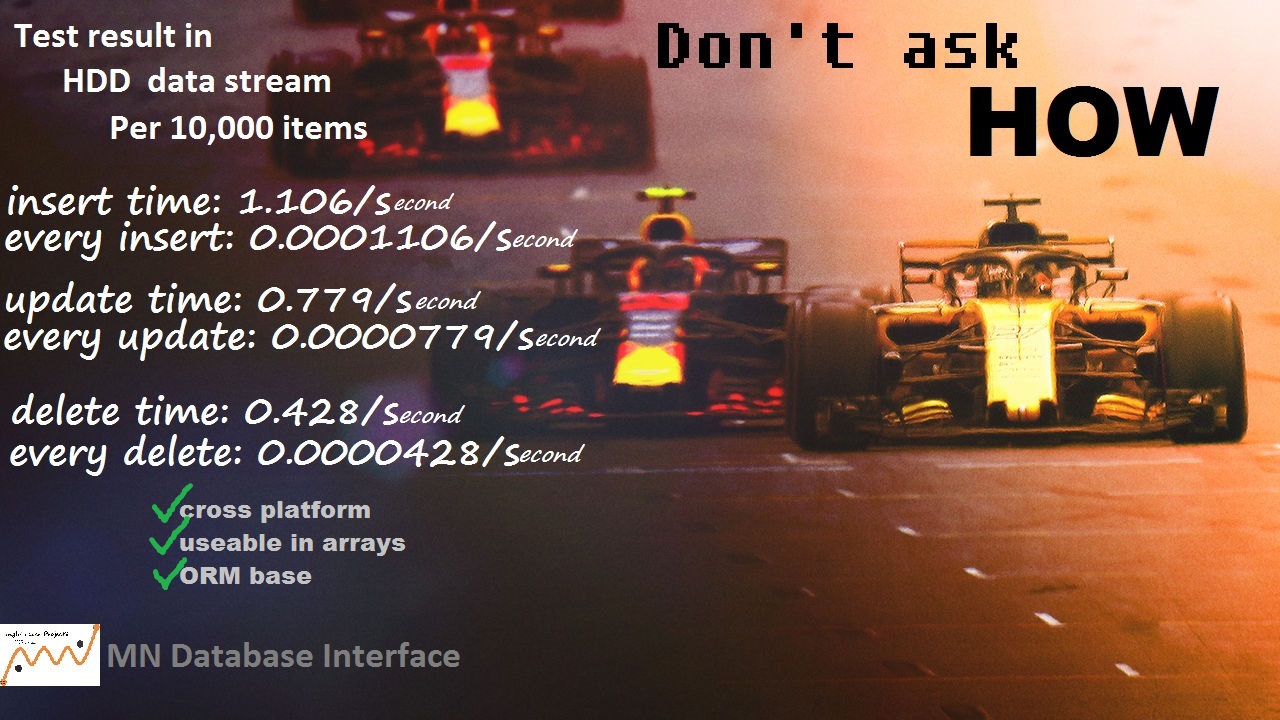 Test result in
HDD data stream
Per 10,000 items
Don't ask
HOW
insert time: 1.106/second
every insert: 0.0001106/second
update time: 0.779/second
every update: 0.0000779/second
delete time: 0.428/second
every delete: 0.0000428/second
cross platform
useable in arrays
ORM base
MN Database Interface